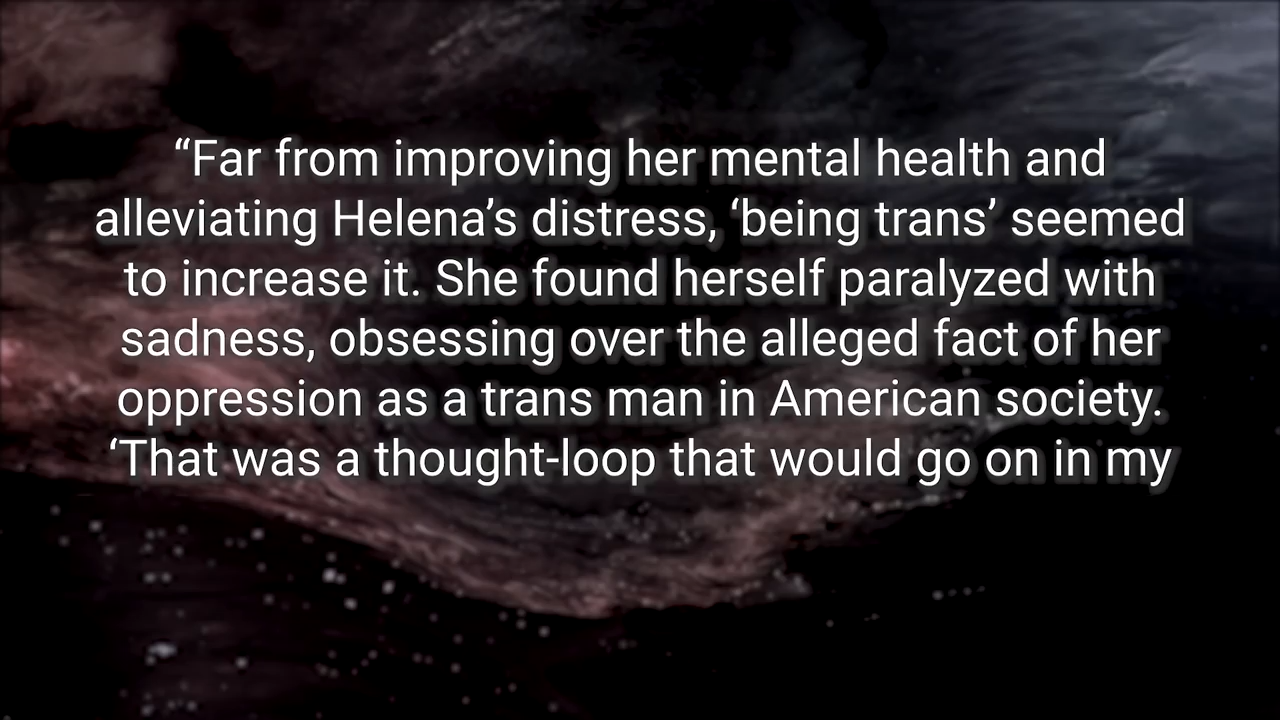 “Far from improving her mental health and
alleviating Helena’s distress, ‘being trans’ seemed
to increase it. She found herself paralyzed with
sadness, obsessing over the alleged fact of her
oppression as a trans man in American society.
‘That was a thought-loop that would go on in my